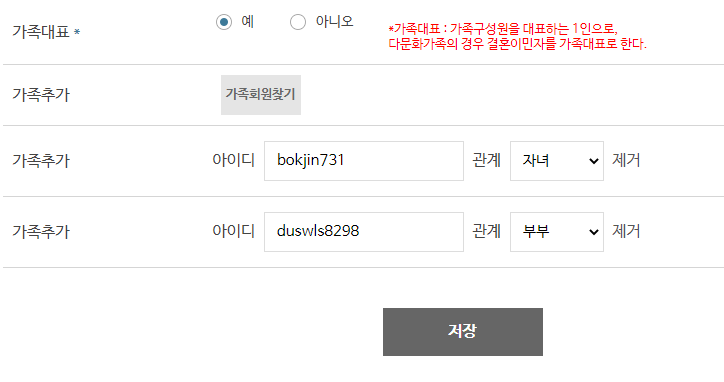 가족대표 * 예 아니오 *가족대표 : 가족구성원을 대표하는 1인으로,
다문화가족의 경우 결혼이민자를 가족대표로 한다.
가족추가 가족회원찾기
가족추가 아이디 bokjin731 관계 자녀 제거
가족추가 아이디 duswls8298 관계 부부 제거
저장